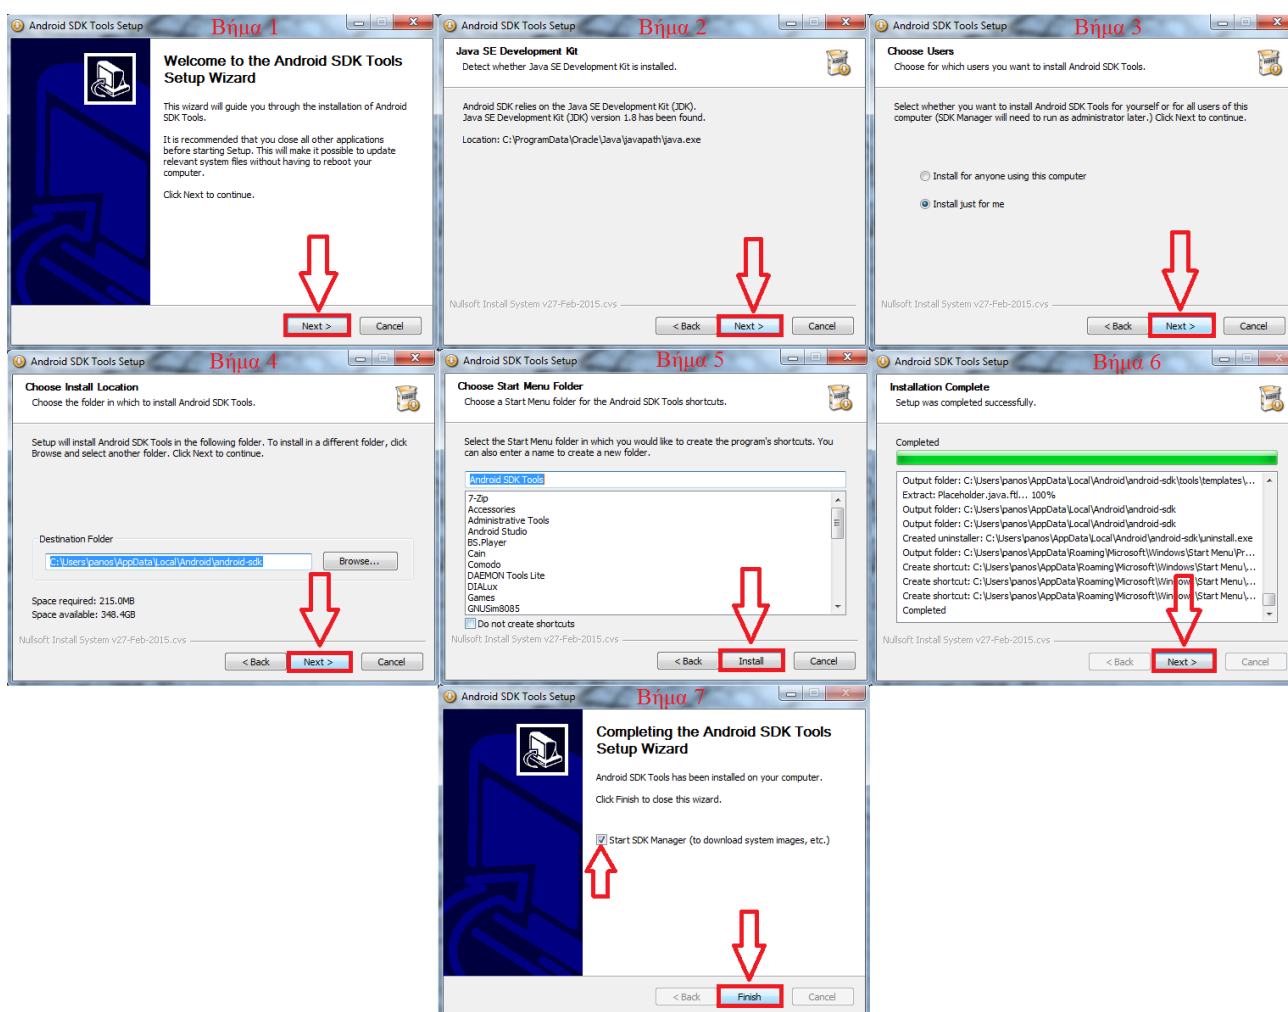 Android SDK Tools Setup
Βήμα 1
Welcome to the Android SDK Tools
Setup Wizard
This wizard will guide you through the installation of Android
SDK Tools.
It is recommended that you close all other applications
before starting Setup. This will make it possible to update
relevant system files without having to reboot your
computer.
Click Next to continue.
Next >
Cancel
Android SDK Tools Setup
Βήμα 2
Java SE Development Kit
Detect whether Java SE Development Kit is installed.
Android SDK relies on the Java SE Development Kit (JDK).
Java SE Development Kit (JDK) version 1.8 has been found.
Location: C:\ProgramData\Oracle\Java\javapath\java.exe
Nullsoft Install System v27-Feb-2015.cvs
< Back
Next >
Cancel
Android SDK Tools Setup
Βήμα 3
Choose Users
Choose for which users you want to install Android SDK Tools.
Select whether you want to install Android SDK Tools for yourself or for all users of this
computer (SDK Manager will need to run as administrator later.) Click Next to continue.
Install for anyone using this computer
Install just for me
Nullsoft Install System v27-Feb-2015.cvs
< Back
Next >
Cancel
Android SDK Tools Setup
Βήμα 4
Choose Install Location
Choose the folder in which to install Android SDK Tools.
Setup will install Android SDK Tools in the following folder. To install in a different folder, click
Browse and select another folder. Click Next to continue.
Destination Folder
C:\Users\panos\AppData\Local\Android\android-sdk
Browse...
Space required: 215.0MB
Space available: 348.4GB
Nullsoft Install System v27-Feb-2015.cvs
< Back
Next >
Cancel
Android SDK Tools Setup
Βήμα 5
Choose Start Menu Folder
Choose a Start Menu folder for the Android SDK Tools shortcuts.
Select the Start Menu folder in which you would like to create the program's shortcuts. You
can also enter a name to create a new folder.
Android SDK Tools
7-Zip
Accessories
Administrative Tools
Android Studio
BS.Player
Cain
Comodo
DAEMON Tools Lite
DIALux
Games
GNUSim8085
Do not create shortcuts
Nullsoft Install System v27-Feb-2015.cvs
< Back
Install
Cancel
Android SDK Tools Setup
Βήμα 6
Installation Complete
Setup was completed successfully.
Completed
Output folder: C:\Users\panos\AppData\Local\Android\android-sdk\tools\templates\...
Extract: Placeholder.java.ftl... 100%
Output folder: C:\Users\panos\AppData\Local\Android\android-sdk
Output folder: C:\Users\panos\AppData\Local\Android\android-sdk
Created uninstaller: C:\Users\panos\AppData\Local\Android\android-sdk\uninstall.exe
Output folder: C:\Users\panos\AppData\Roaming\Microsoft\Windows\Start Menu\Pr...
Create shortcut: C:\Users\panos\AppData\Roaming\Microsoft\Windows\Start Menu\...
Create shortcut: C:\Users\panos\AppData\Roaming\Microsoft\Windows\Start Menu\...
Create shortcut: C:\Users\panos\AppData\Roaming\Microsoft\Windows\Start Menu\...
Completed
Nullsoft Install System v27-Feb-2015.cvs
< Back
Next >
Cancel
Android SDK Tools Setup
Βήμα 7
Completing the Android SDK Tools
Setup Wizard
Android SDK Tools has been installed on your computer.
Click Finish to close this wizard.
Start SDK Manager (to download system images, etc.)
< Back
Finish
Cancel